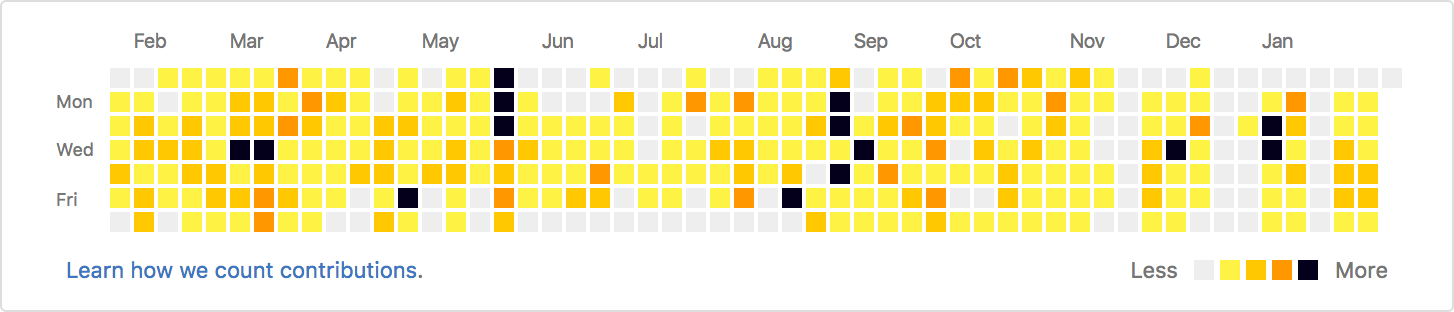 Feb Mar Apr May Jun Jul Aug Sep Oct Nov Dec Jan
Mon
Wed
Fri
Learn how we count contributions. Less More